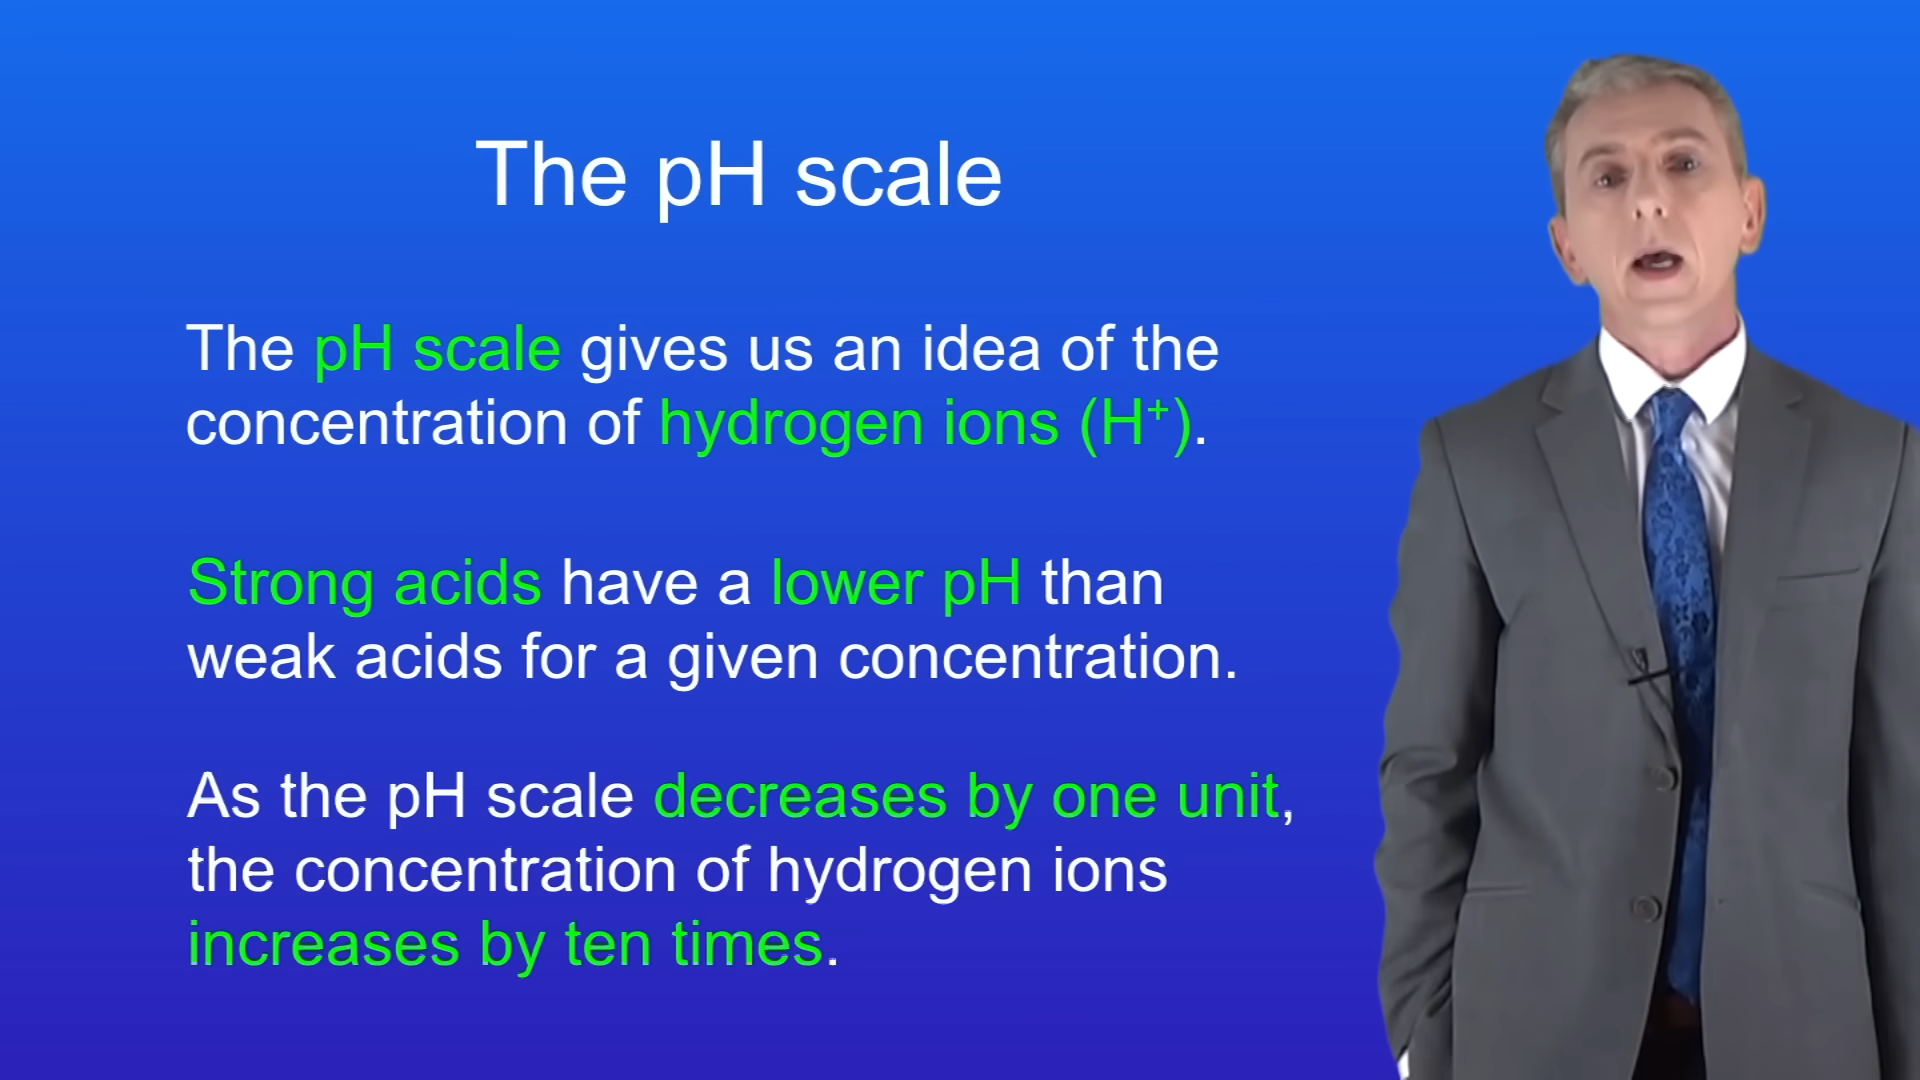 The pH scale
The pH scale gives us an idea of the
concentration of hydrogen ions (H⁺).
Strong acids have a lower pH than
weak acids for a given concentration.
As the pH scale decreases by one unit,
the concentration of hydrogen ions
increases by ten times.